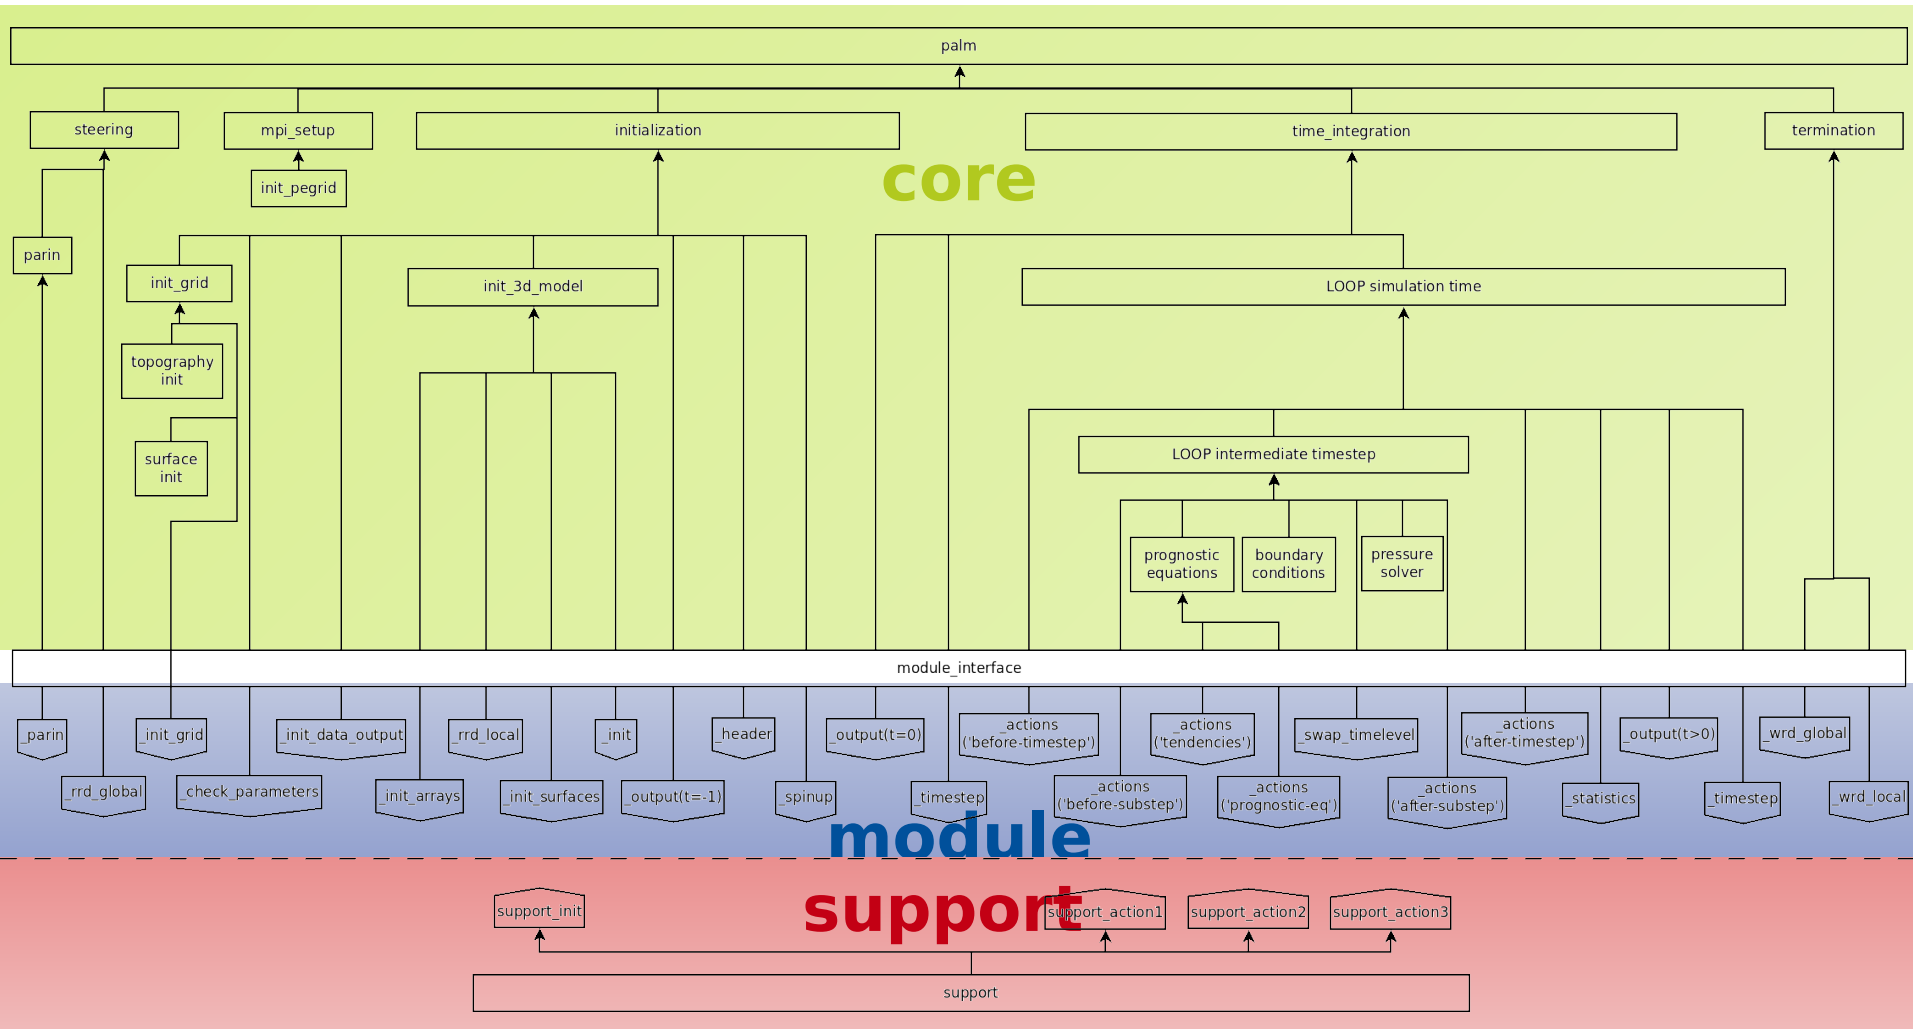 palm
steering
mpi_setup
initialization
time_integration
termination
core
init_pegrid
parin
init_grid
init_3d_model
LOOP simulation time
topography
init
surface
init
LOOP intermediate timestep
prognostic
equations
boundary
conditions
pressure
solver
module_interface
_parin
_init_grid
_init_data_output
_rrd_local
_init
_header
_output(t=0)
_actions
('before-timestep')
_actions
('tendencies')
_swap_timelevel
_actions
('after-timestep')
_output(t>0)
_wrd_global
_rrd_global
_check_parameters
_init_arrays
_init_surfaces
_output(t=-1)
_spinup
_timestep
_actions
('before-substep')
_actions
('prognostic-eq')
_actions
('after-substep')
_statistics
_timestep
_wrd_local
module
support
support_init
support_action1
support_action2
support_action3
support